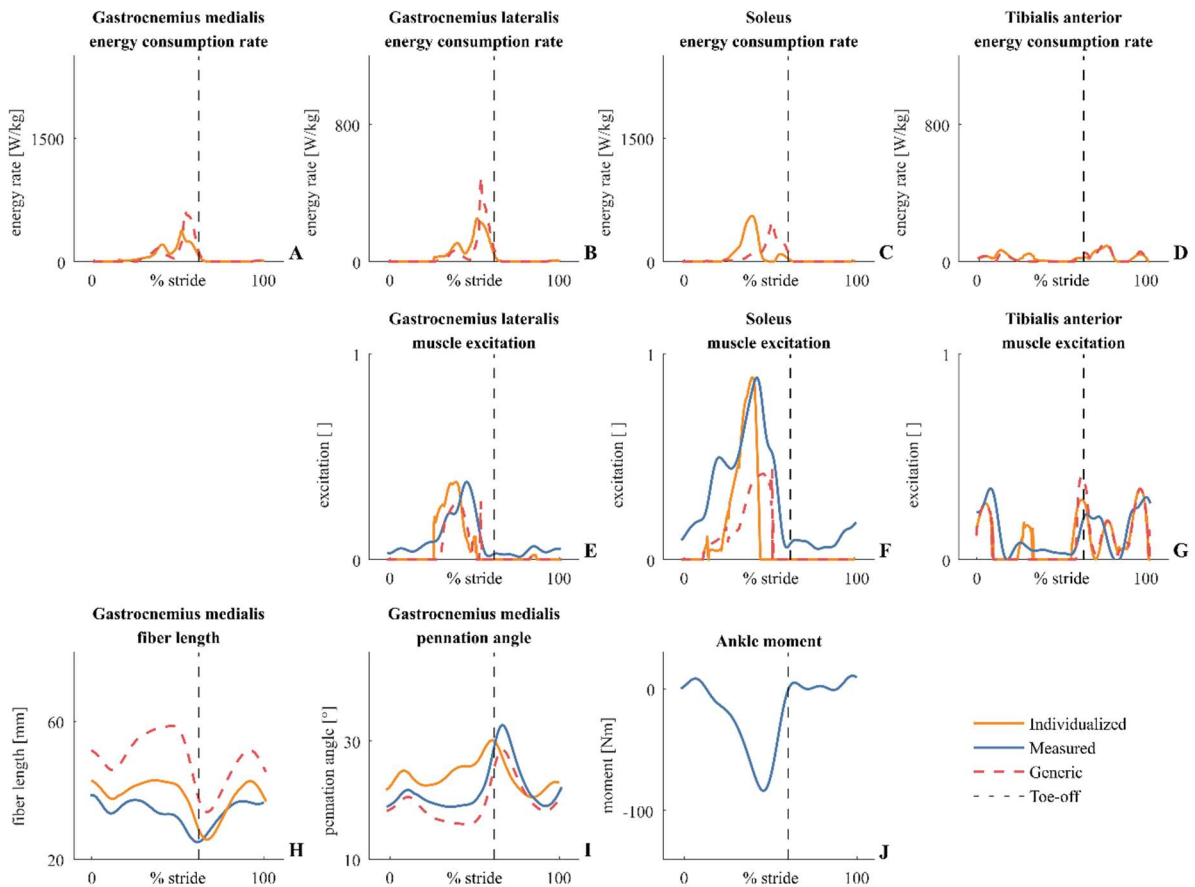 Gastrocnemius medialis
energy consumption rate
energy rate [W/kg]
1500
0
0
% stride
100
A
Gastrocnemius lateralis
energy consumption rate
energy rate [W/kg]
800
0
0
% stride
100
B
Soleus
energy consumption rate
energy rate [W/kg]
1500
0
0
% stride
100
C
Tibialis anterior
energy consumption rate
energy rate [W/kg]
800
0
0
% stride
100
D
Gastrocnemius lateralis
muscle excitation
excitation [ ]
1
0
0
% stride
100
E
Soleus
muscle excitation
excitation [ ]
1
0
0
% stride
100
F
Tibialis anterior
muscle excitation
excitation [ ]
1
0
0
% stride
100
G
Gastrocnemius medialis
fiber length
fiber length [mm]
60
20
0
% stride
100
H
Gastrocnemius medialis
pennation angle
pennation angle [°]
30
10
0
% stride
100
I
Ankle moment
moment [Nm]
0
-100
0
% stride
100
J
Individualized
Measured
Generic
Toe-off